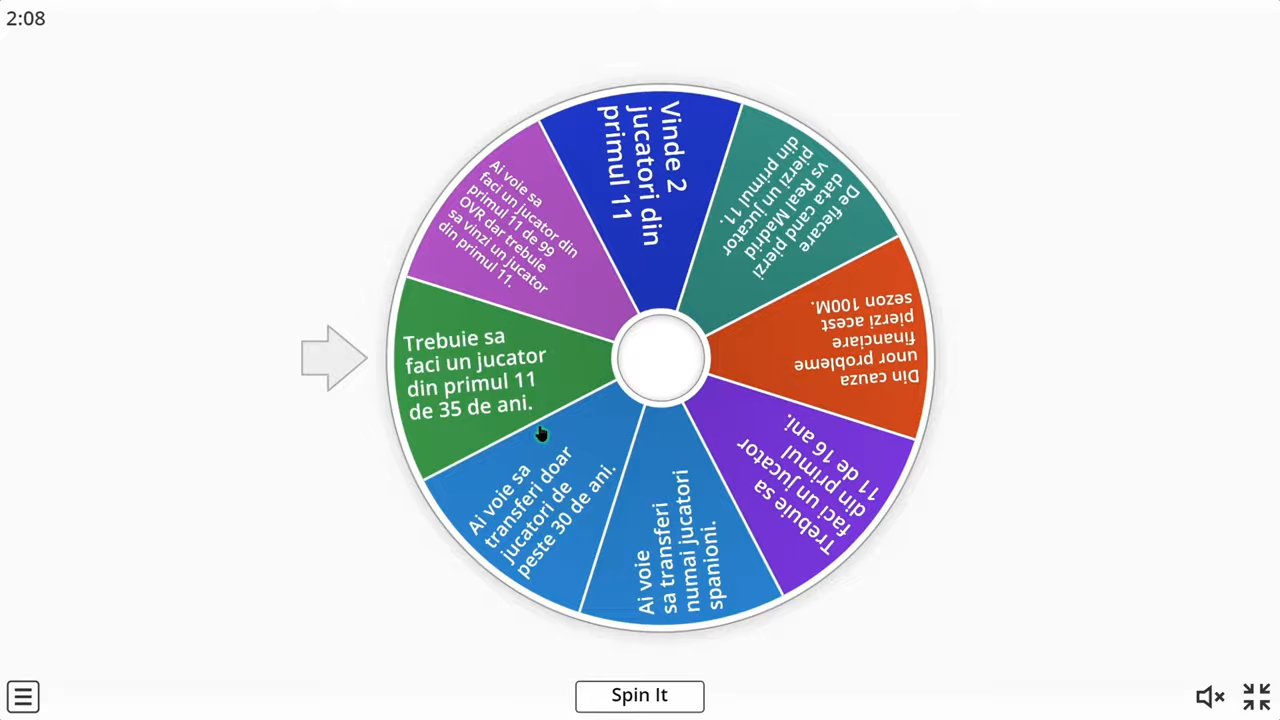 2:08
Vinde 2
jucatori din
primul 11
De fiecare
data cand pierzi
vs Real Madrid
pierzi un jucator
din primul 11.
Din cauza
unor probleme
financiare
pierzi acest
sezon 100M.
Trebuie sa
faci un jucator
din primul
11 de 16 ani.
Ai voie
sa transferi
numai jucatori
spanioni.
Ai voie sa
transferi doar
jucatori de
peste 30 de ani.
Trebuie sa
faci un jucator
din primul 11
de 35 de ani.
Ai voie sa
faci un jucator din
primul 11 de 99
OVR dar trebuie
sa vinzi un jucator
din primul 11.
Spin It